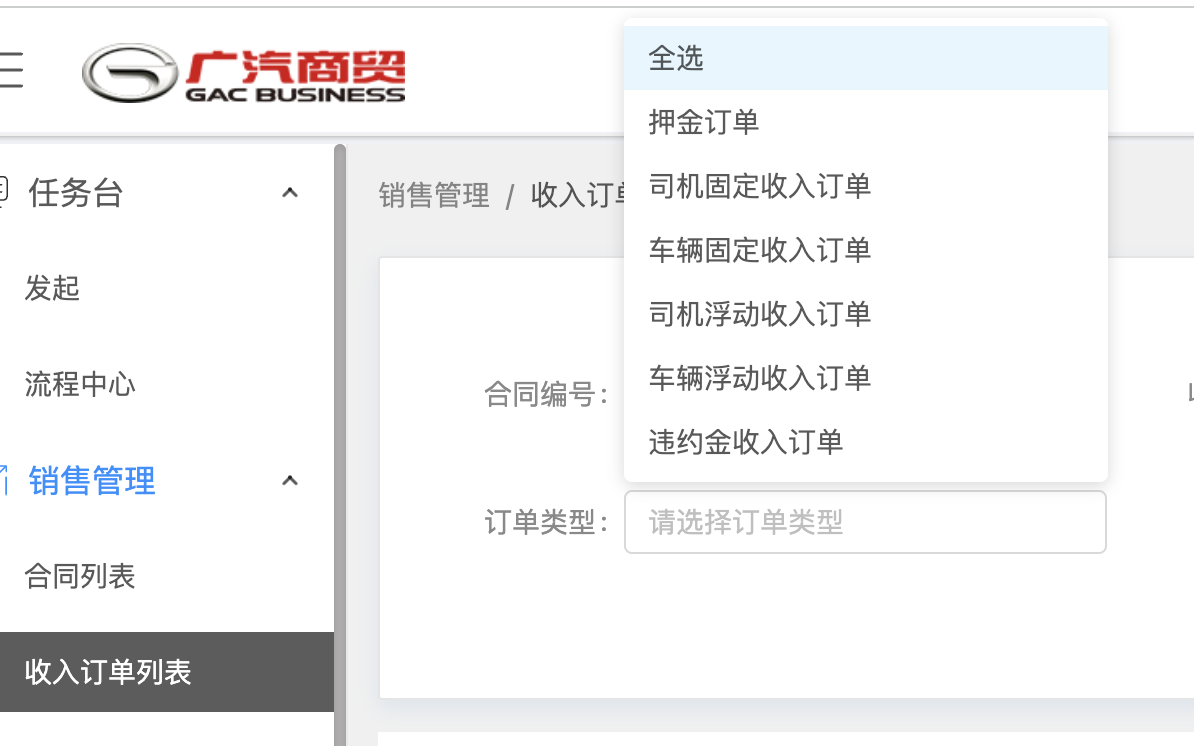 广汽商贸
GAC BUSINESS
任务台
发起
流程中心
销售管理
合同列表
收入订单列表
销售管理 / 收入订
全选
押金订单
司机固定收入订单
车辆固定收入订单
司机浮动收入订单
车辆浮动收入订单
违约金收入订单
合同编号:
订单类型:
请选择订单类型